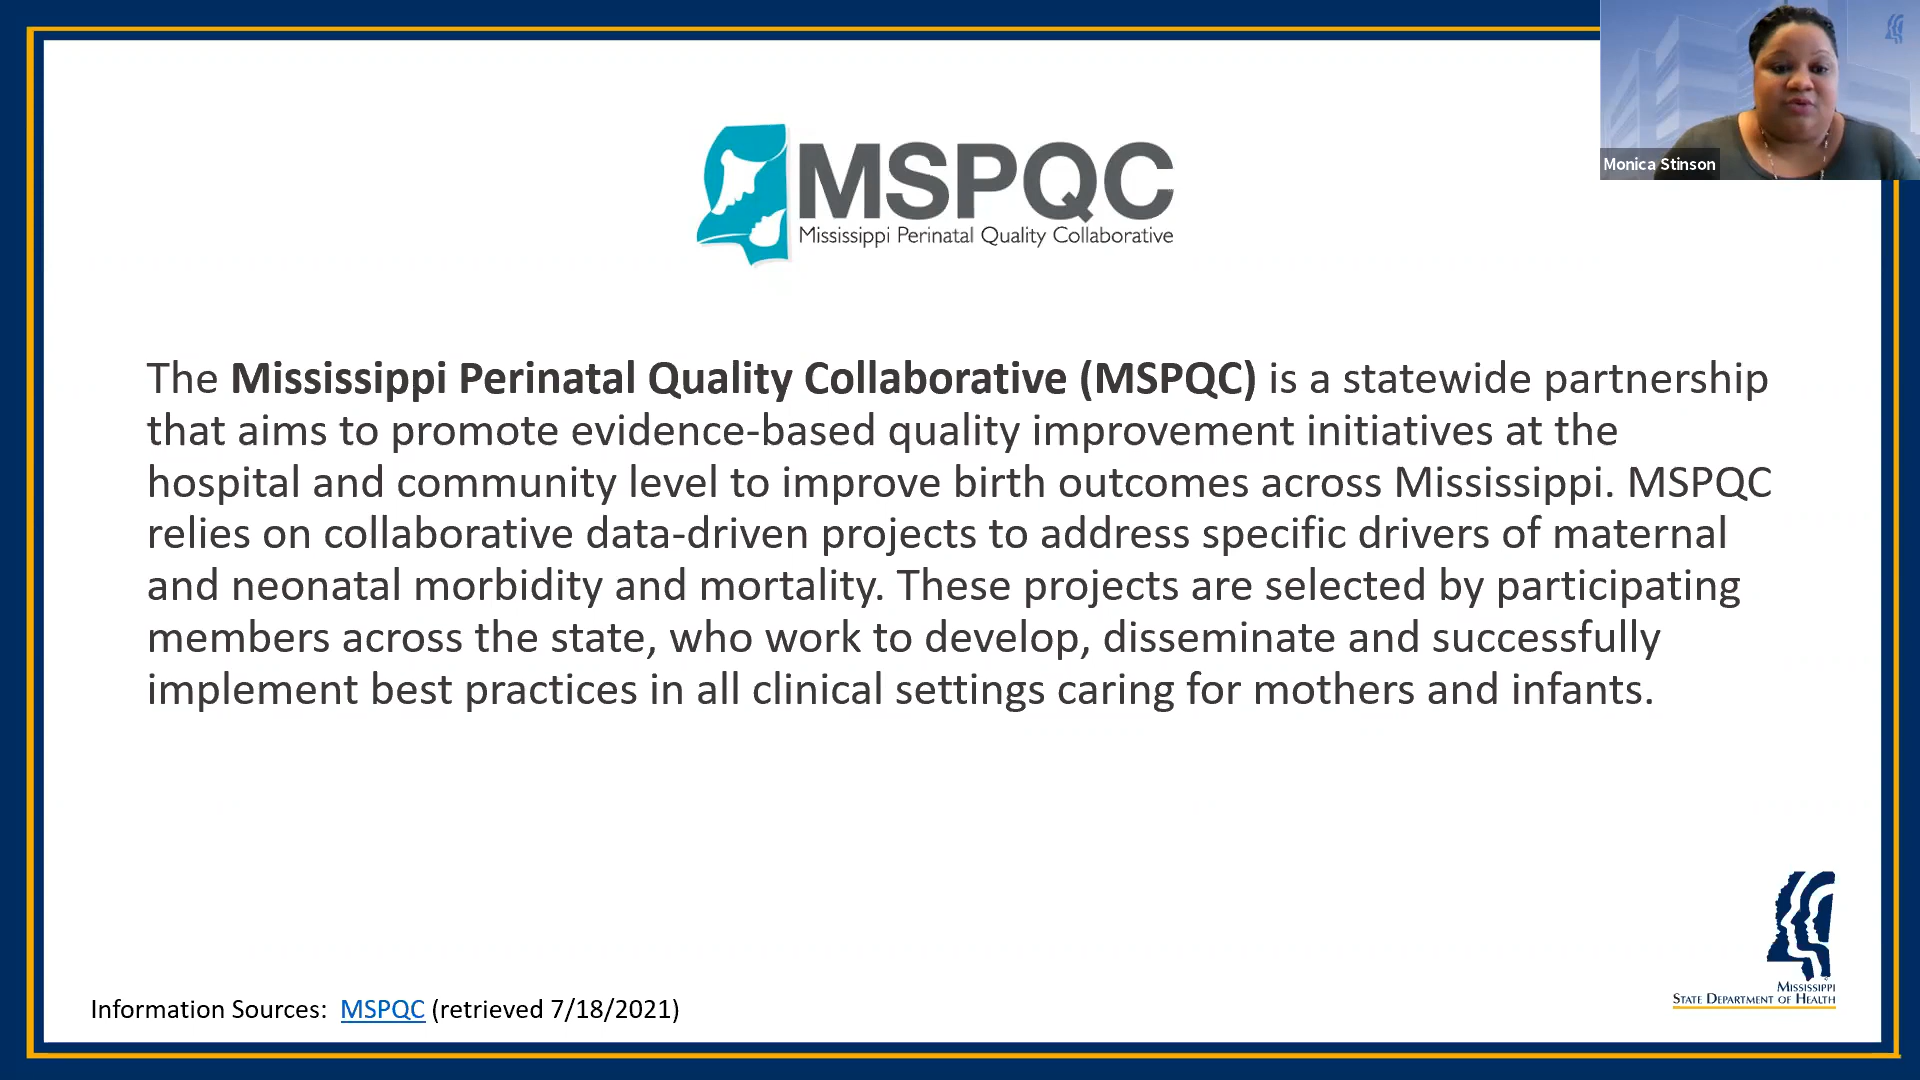 MSPQC
Mississippi Perinatal Quality Collaborative
Monica Stinson
The Mississippi Perinatal Quality Collaborative (MSPQC) is a statewide partnership
that aims to promote evidence-based quality improvement initiatives at the
hospital and community level to improve birth outcomes across Mississippi. MSPQC
relies on collaborative data-driven projects to address specific drivers of maternal
and neonatal morbidity and mortality. These projects are selected by participating
members across the state, who work to develop, disseminate and successfully
implement best practices in all clinical settings caring for mothers and infants.
Mississippi
State Department of Health
Information Sources: MSPQC (retrieved 7/18/2021)